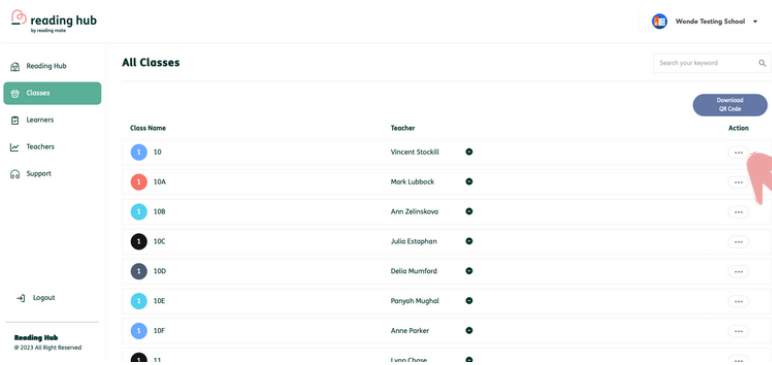 reading hub
by reading mate
Wonde Testing School
Reading Hub
Classes
Learners
Teachers
Support
Logout
Reading Hub
@ 2023 All Right Reserved
All Classes
Search your keyword
Download
QR Code
Class Name Teacher Action
1 10 Vincent Stockill
1 10A Mark Lubbock
1 10B Ann Zelinskova
1 10C Julia Estaphan
1 10D Delia Mumford
1 10E Panyah Mughal
1 10F Anne Parker
1 11 Lynn Chase